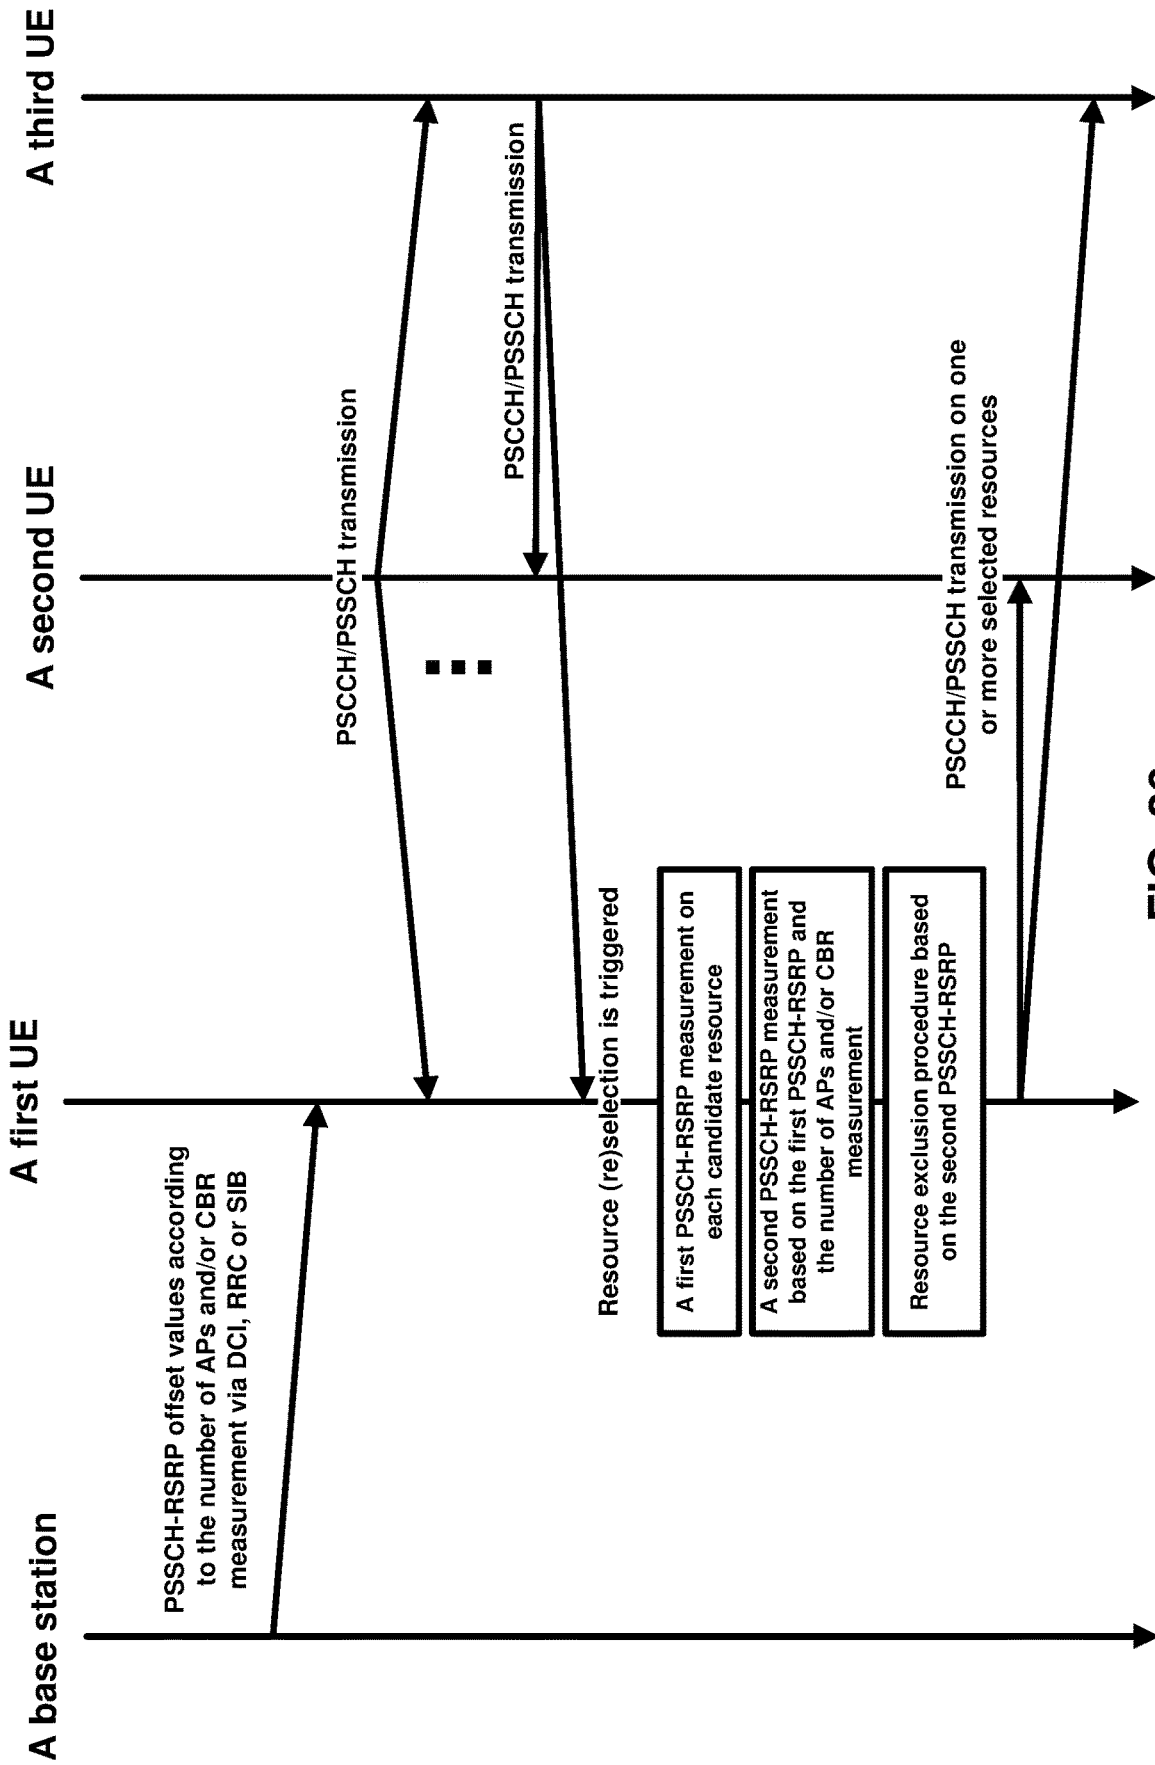 A base station
A first UE
A second UE
A third UE
PSSCH-RSRP offset values according
to the number of APs and/or CBR
measurement via DCI, RRC or SIB
PSCCH/PSSCH transmission
PSCCH/PSSCH transmission
Resource (re)selection is triggered
A first PSSCH-RSRP measurement on
each candidate resource
A second PSSCH-RSRP measurement
based on the first PSSCH-RSRP and
the number of APs and/or CBR
measurement
Resource exclusion procedure based
on the second PSSCH-RSRP
PSCCH/PSSCH transmission on one
or more selected resources
FIG.